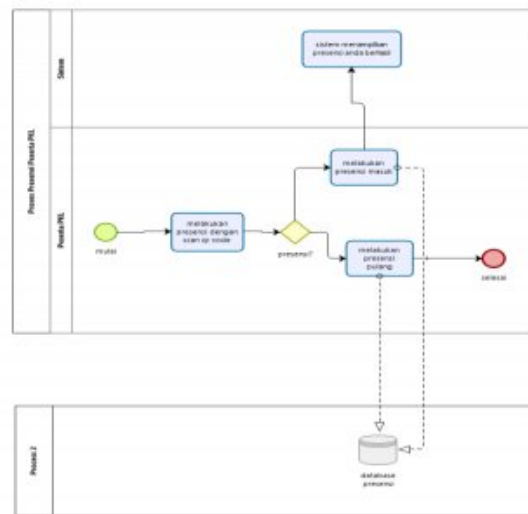 Proses Presensi Peserta PKL
Sistem
sistem menampilkan
presensi anda berhasil
Peserta PKL
melakukan
presensi masuk
melakukan
presensi dengan
scan qr code
mulai
presensi?
melakukan
presensi
pulang
selesai
Process 2
database
presensi